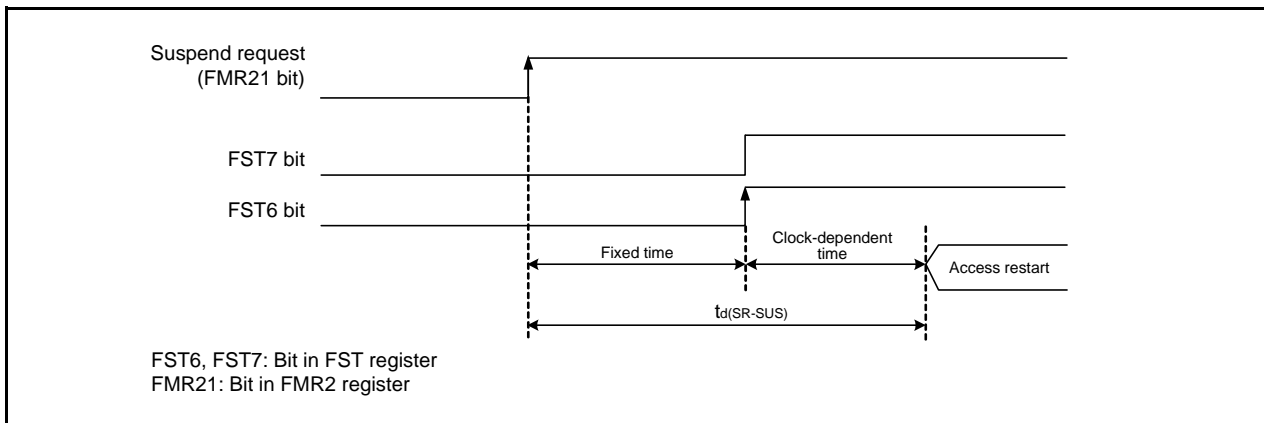 Suspend request
(FMR21 bit)
FST7 bit
FST6 bit
Fixed time
Clock-dependent
time
Access restart
td(SR-SUS)
FST6, FST7: Bit in FST register
FMR21: Bit in FMR2 register